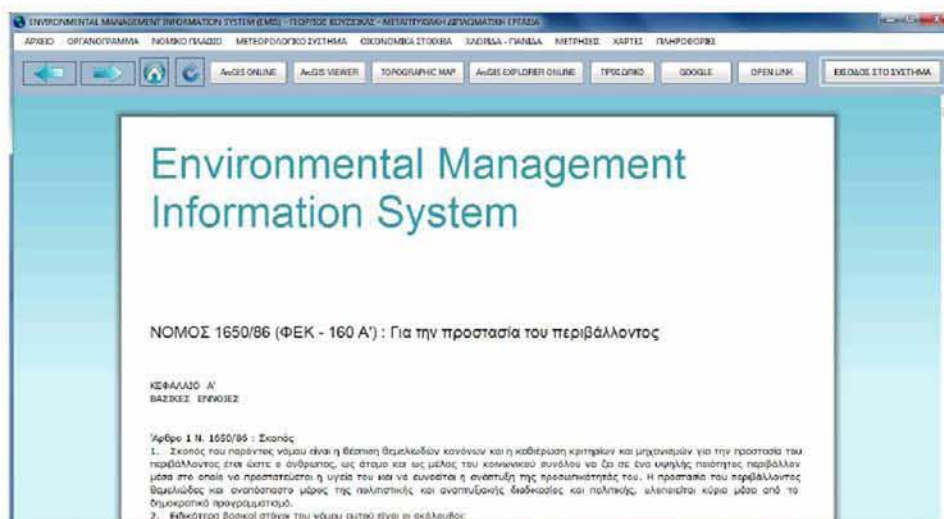 ENVIRONMENTAL MANAGEMENT INFORMATION SYSTEM (EMIS) - ΓΕΩΡΓΙΟΣ - ΜΕΤΑΠΤΥΧΙΑΚΗ ΔΙΠΛΩΜΑΤΙΚΗ ΕΡΓΑΣΙΑ
ΑΡΧΕΙΟ ΟΡΓΑΝΟΓΡΑΜΜΑ ΝΟΜΙΚΟ ΠΛΑΙΣΙΟ ΜΕΤΕΩΡΟΛΟΓΙΚΟ ΣΥΣΤΗΜΑ ΟΙΚΟΝΟΜΙΚΑ ΣΤΟΙΧΕΙΑ ΧΛΩΡΙΔΑ - ΠΑΝΙΔΑ ΜΕΤΡΗΣΕΙΣ ΧΑΡΤΕΣ ΠΛΗΡΟΦΟΡΙΕΣ
ArcGIS ONLINE ArcGIS VIEWER TOPOGRAPHIC MAP ArcGIS EXPLORER ONLINE GOOGLE OPEN LINK ΕΙΣΟΔΟΣ ΣΤΟ ΣΥΣΤΗΜΑ
Environmental Management
Information System
ΝΟΜΟΣ 1650/86 (ΦΕΚ - 160 Α') : Για την προστασία του περιβάλλοντος
ΚΕΦΑΛΑΙΟ Α'
ΒΑΣΙΚΕΣ ΕΝΝΟΙΕΣ
Άρθρο 1 Ν. 1650/86 : Σκοπός
1. Σκοπός του παρόντος νόμου είναι η θέσπιση θεμελιωδών κανόνων και η καθιέρωση κριτηρίων και μηχανισμών για την προστασία του
περιβάλλοντος έτσι ώστε ο άνθρωπος, ως άτομο και ως μέλος του κοινωνικού συνόλου να ζει σε ένα υψηλής ποιότητας περιβάλλον
μέσα στο οποίο να προστατεύεται η υγεία του και να ευνοείται η ανάπτυξη της προσωπικότητάς του. Η προστασία του περιβάλλοντος
θεμελιώδες και αναπόσπαστο μέρος της πολιτιστικής και αναπτυξιακής διαδικασίας και πολιτικής, υλοποιείται κύρια μέσα από το
δημοκρατικό προγραμματισμό.
2. Ειδικότερα βασικοί στόχοι του νόμου αυτού είναι οι ακόλουθοι: